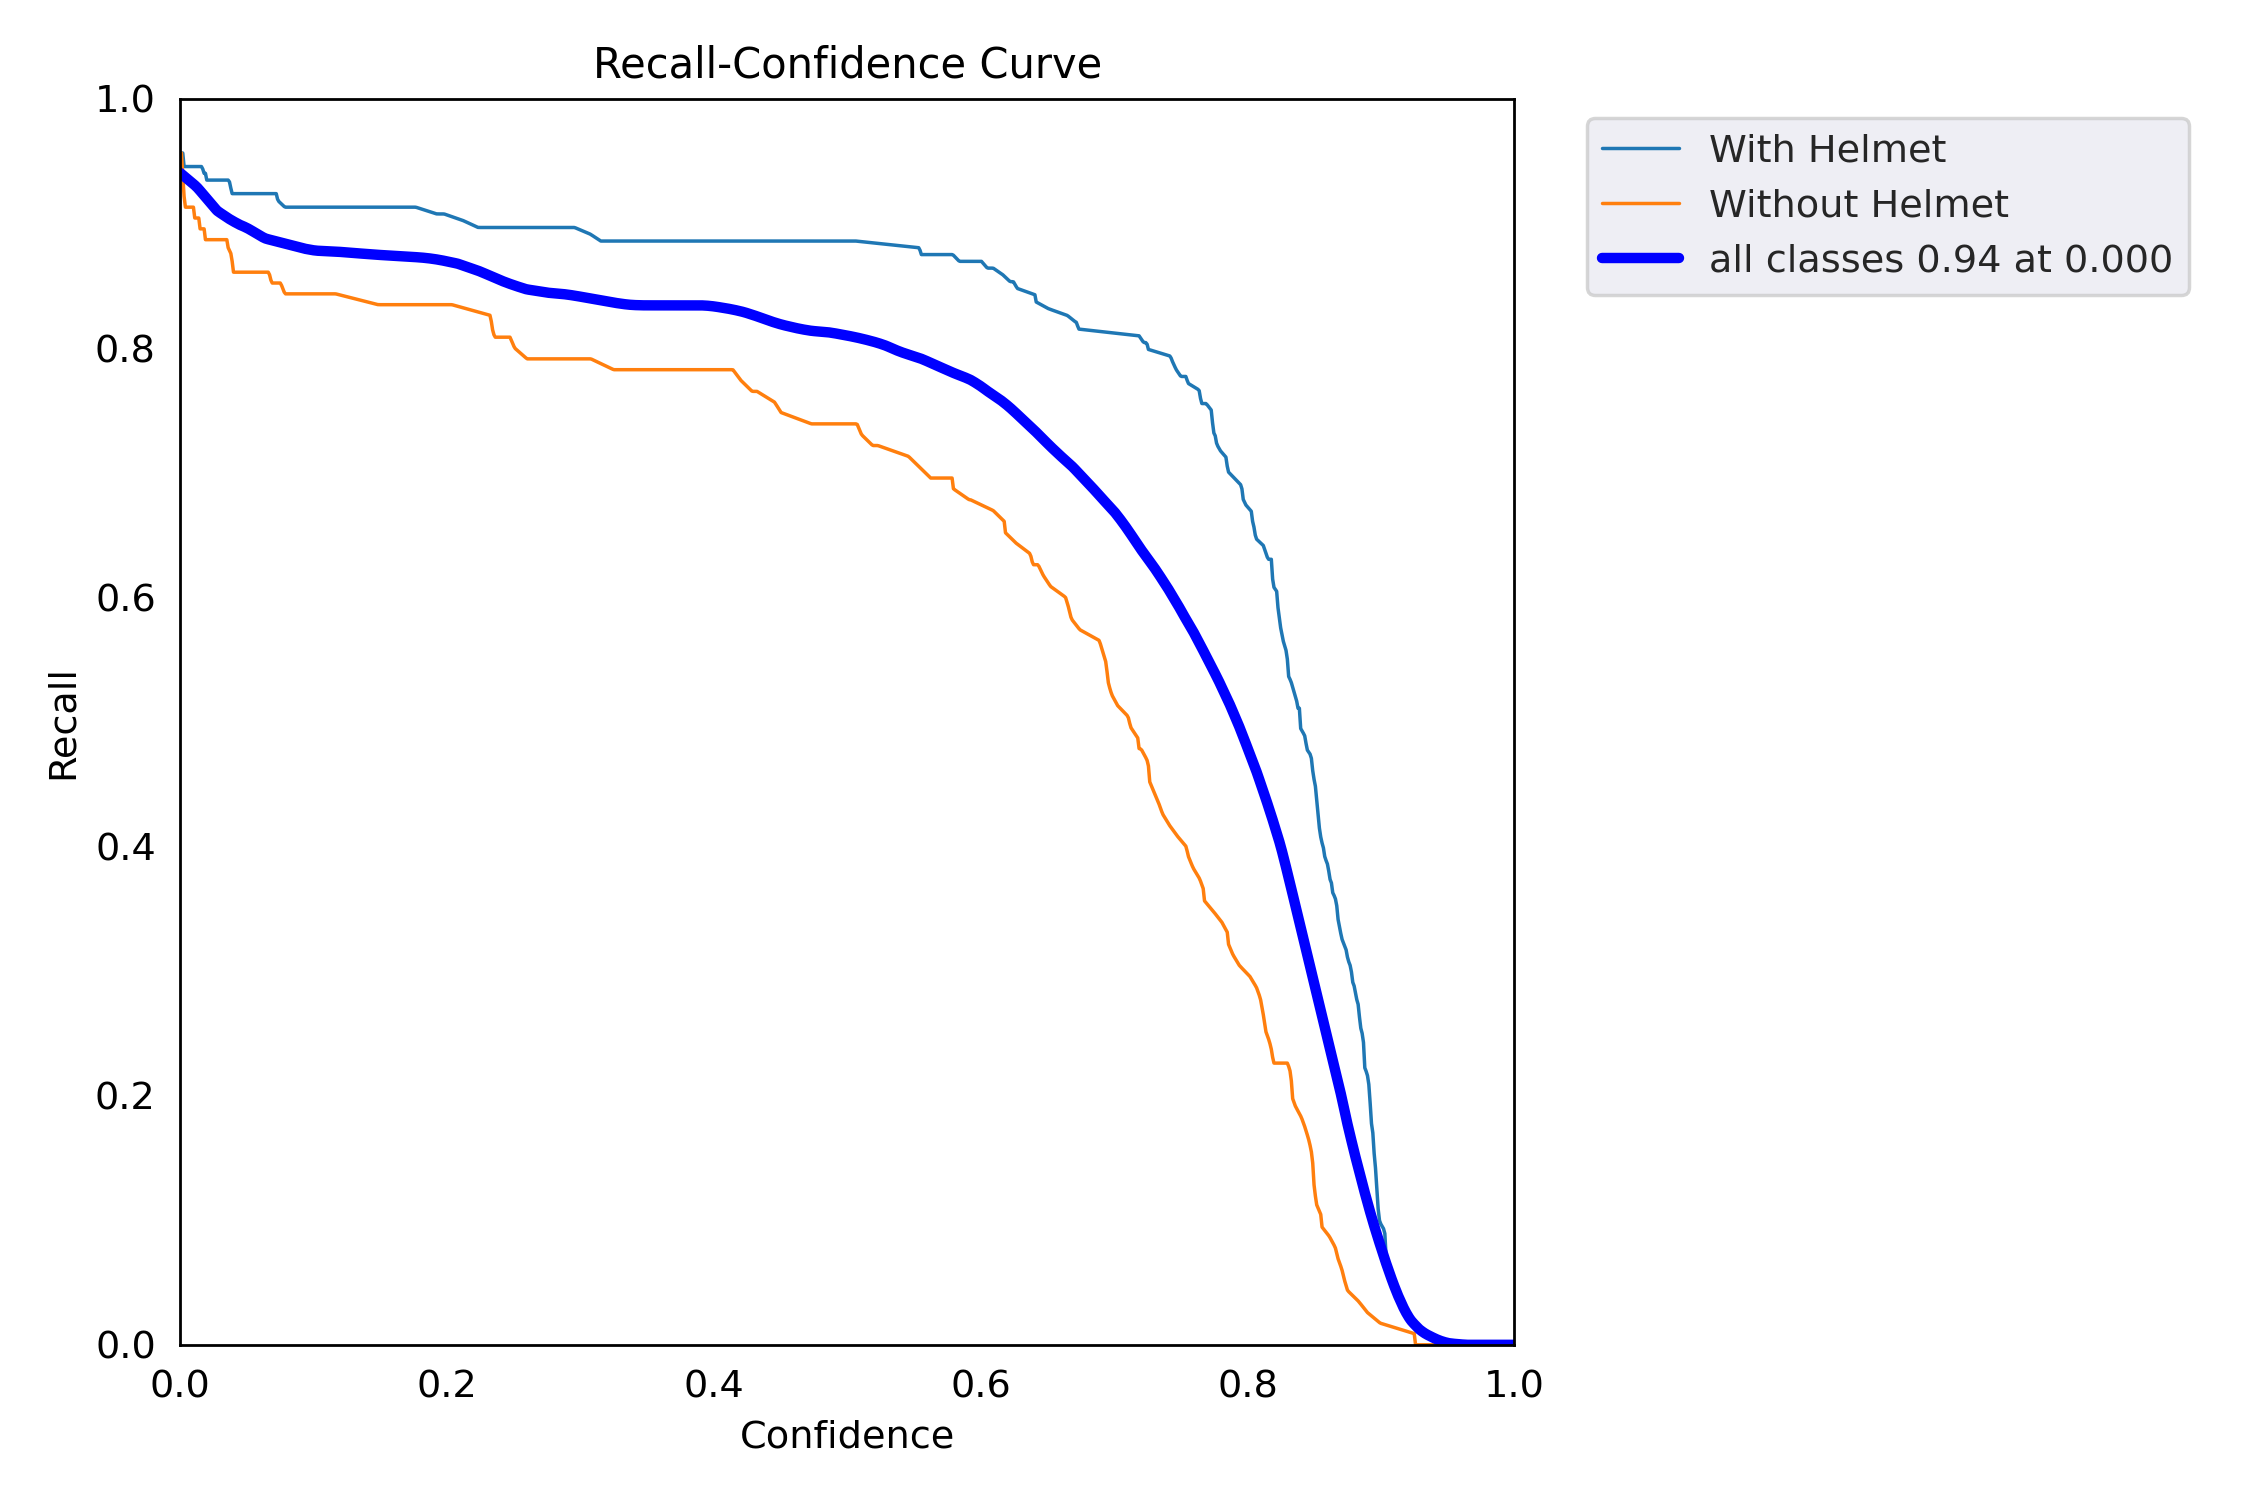 Recall-Confidence Curve
1.0
0.8
0.6
0.4
0.2
0.0
Recall
0.0 0.2 0.4 0.6 0.8 1.0
Confidence
With Helmet
Without Helmet
all classes 0.94 at 0.000